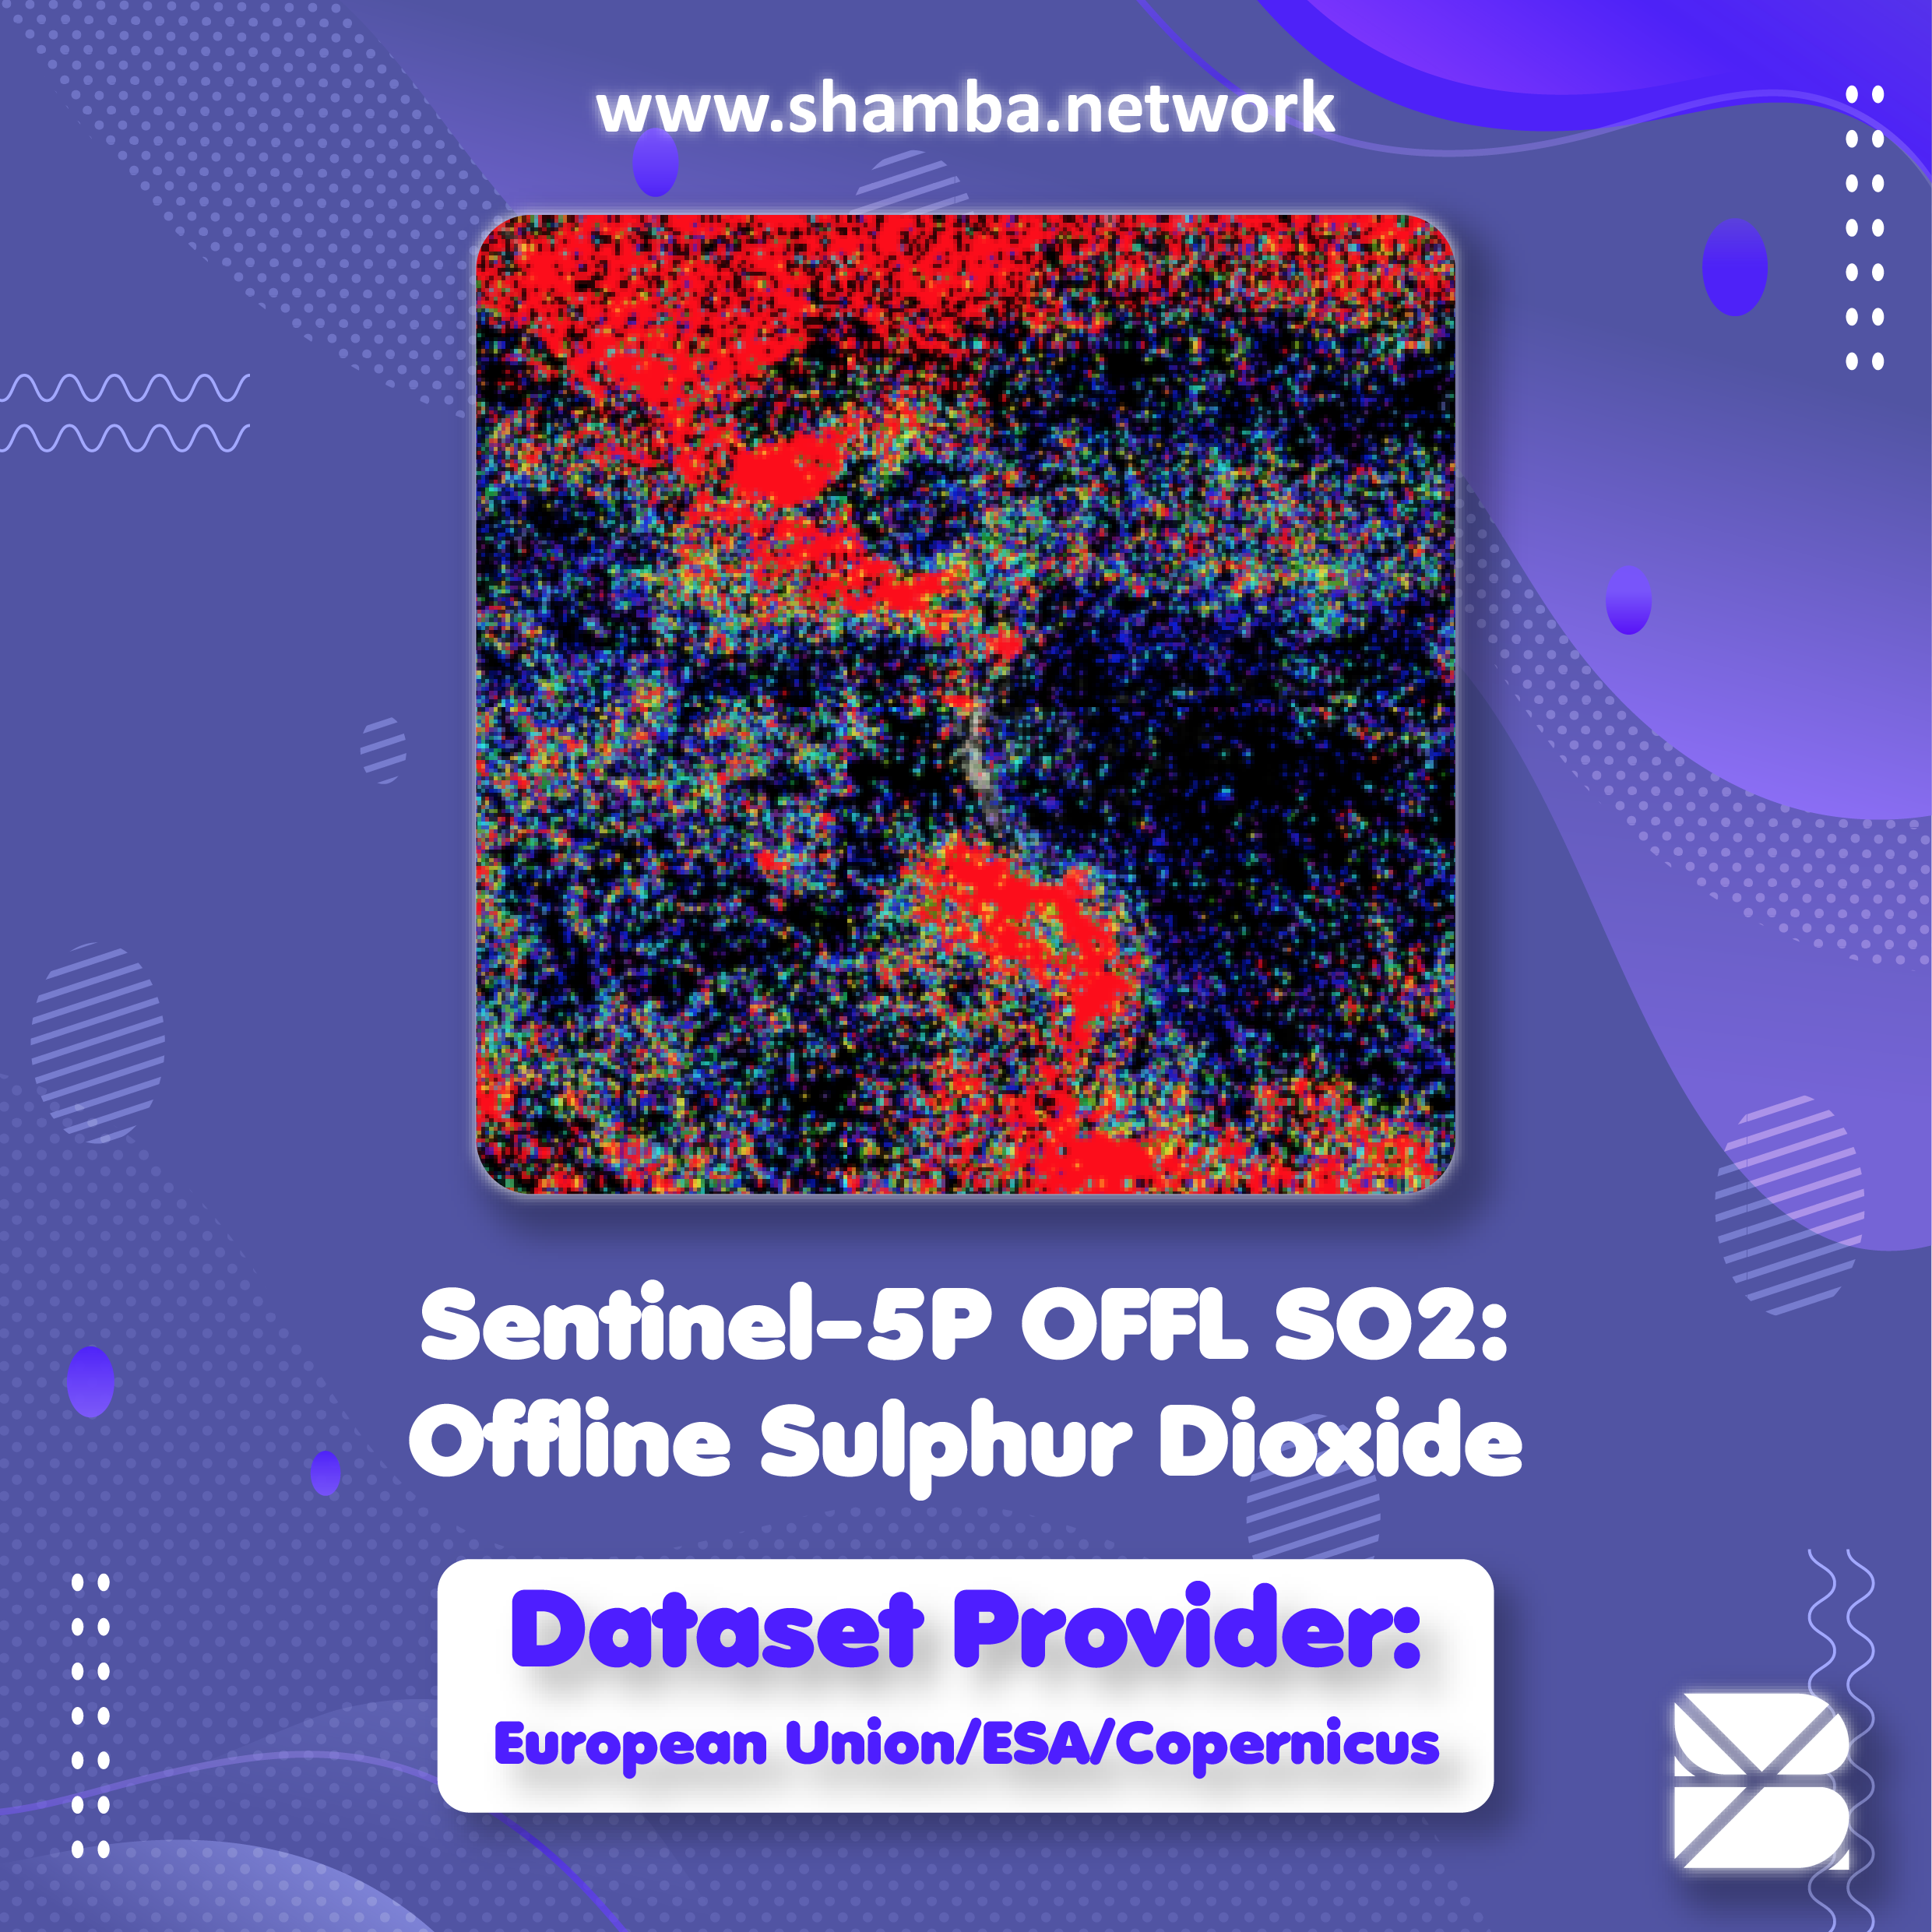 www.shamba.network
Sentinel-5P OFFL SO2:
Offline Sulphur Dioxide
Dataset Provider:
European Union/ESA/Copernicus